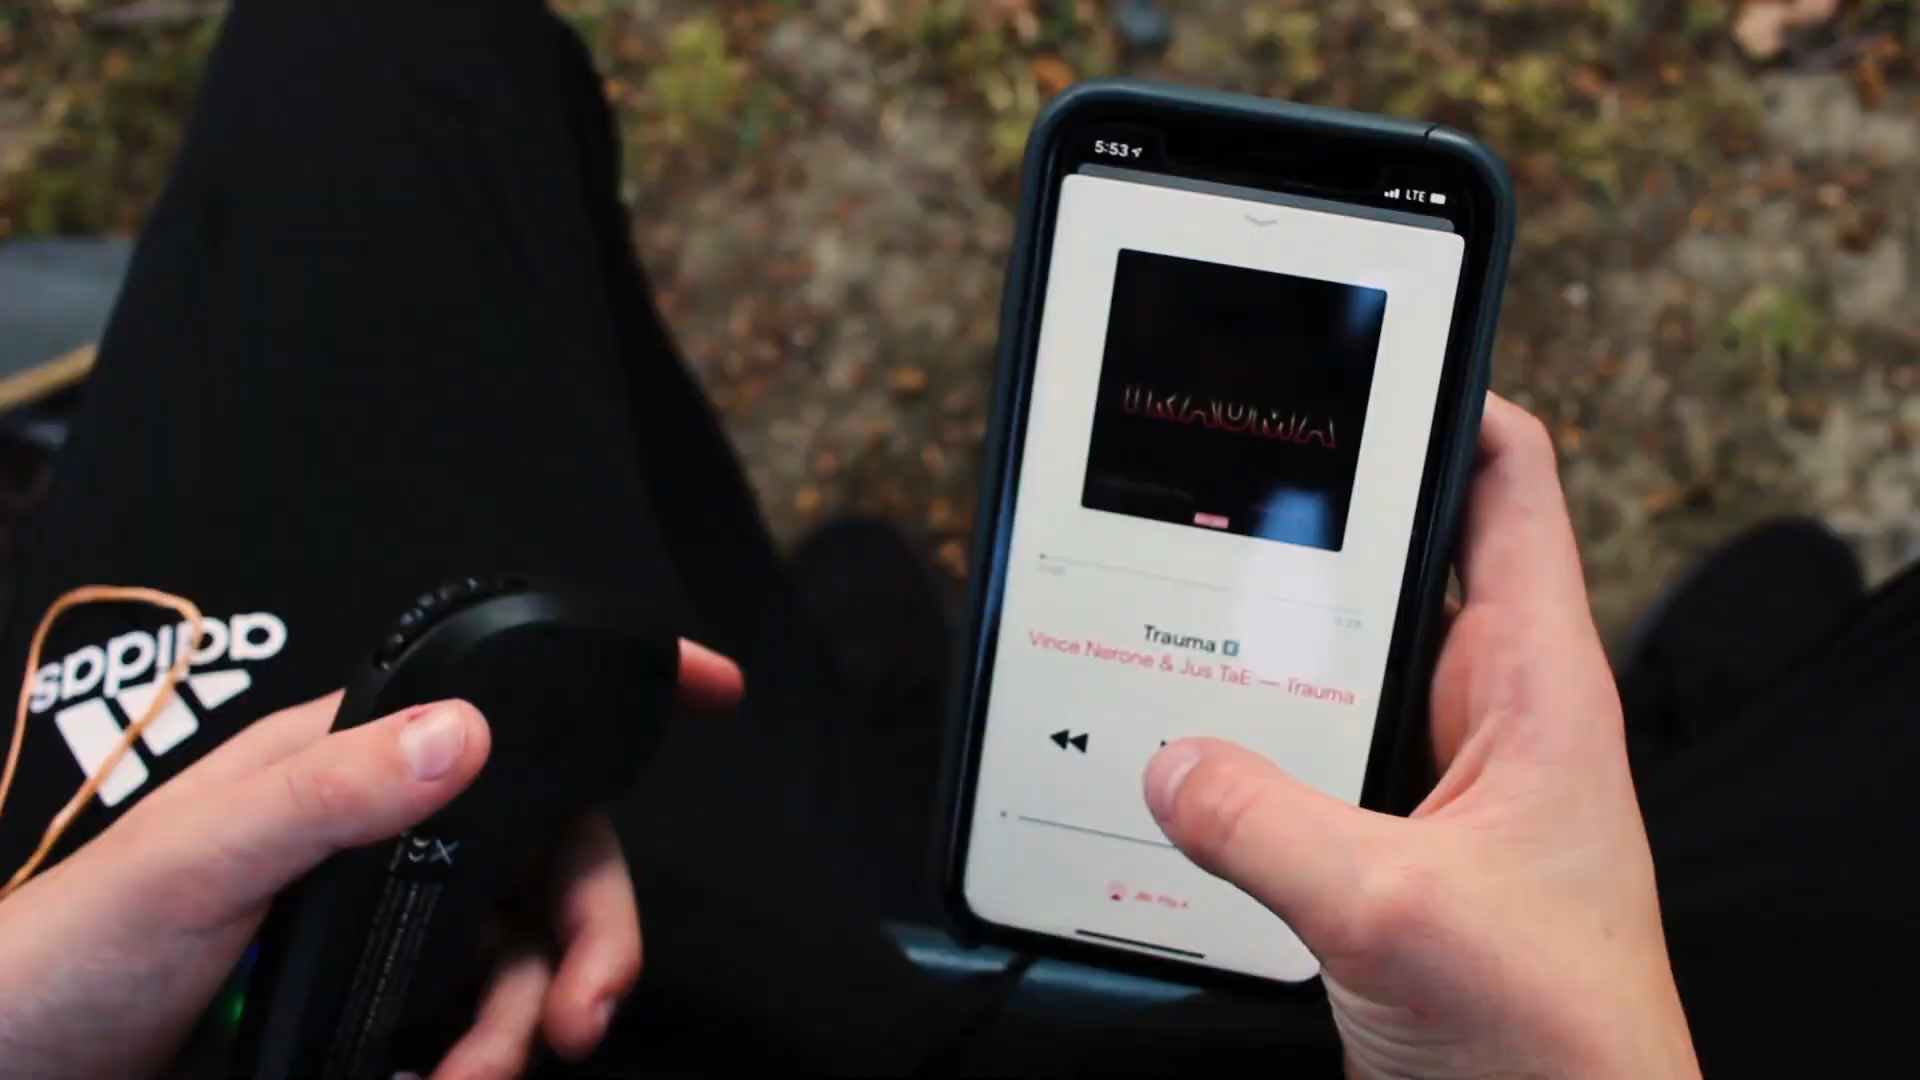 5:53
LTE
TRAUMA
Trauma E
Vince Nerone & Jus TaE — Trauma
adidas